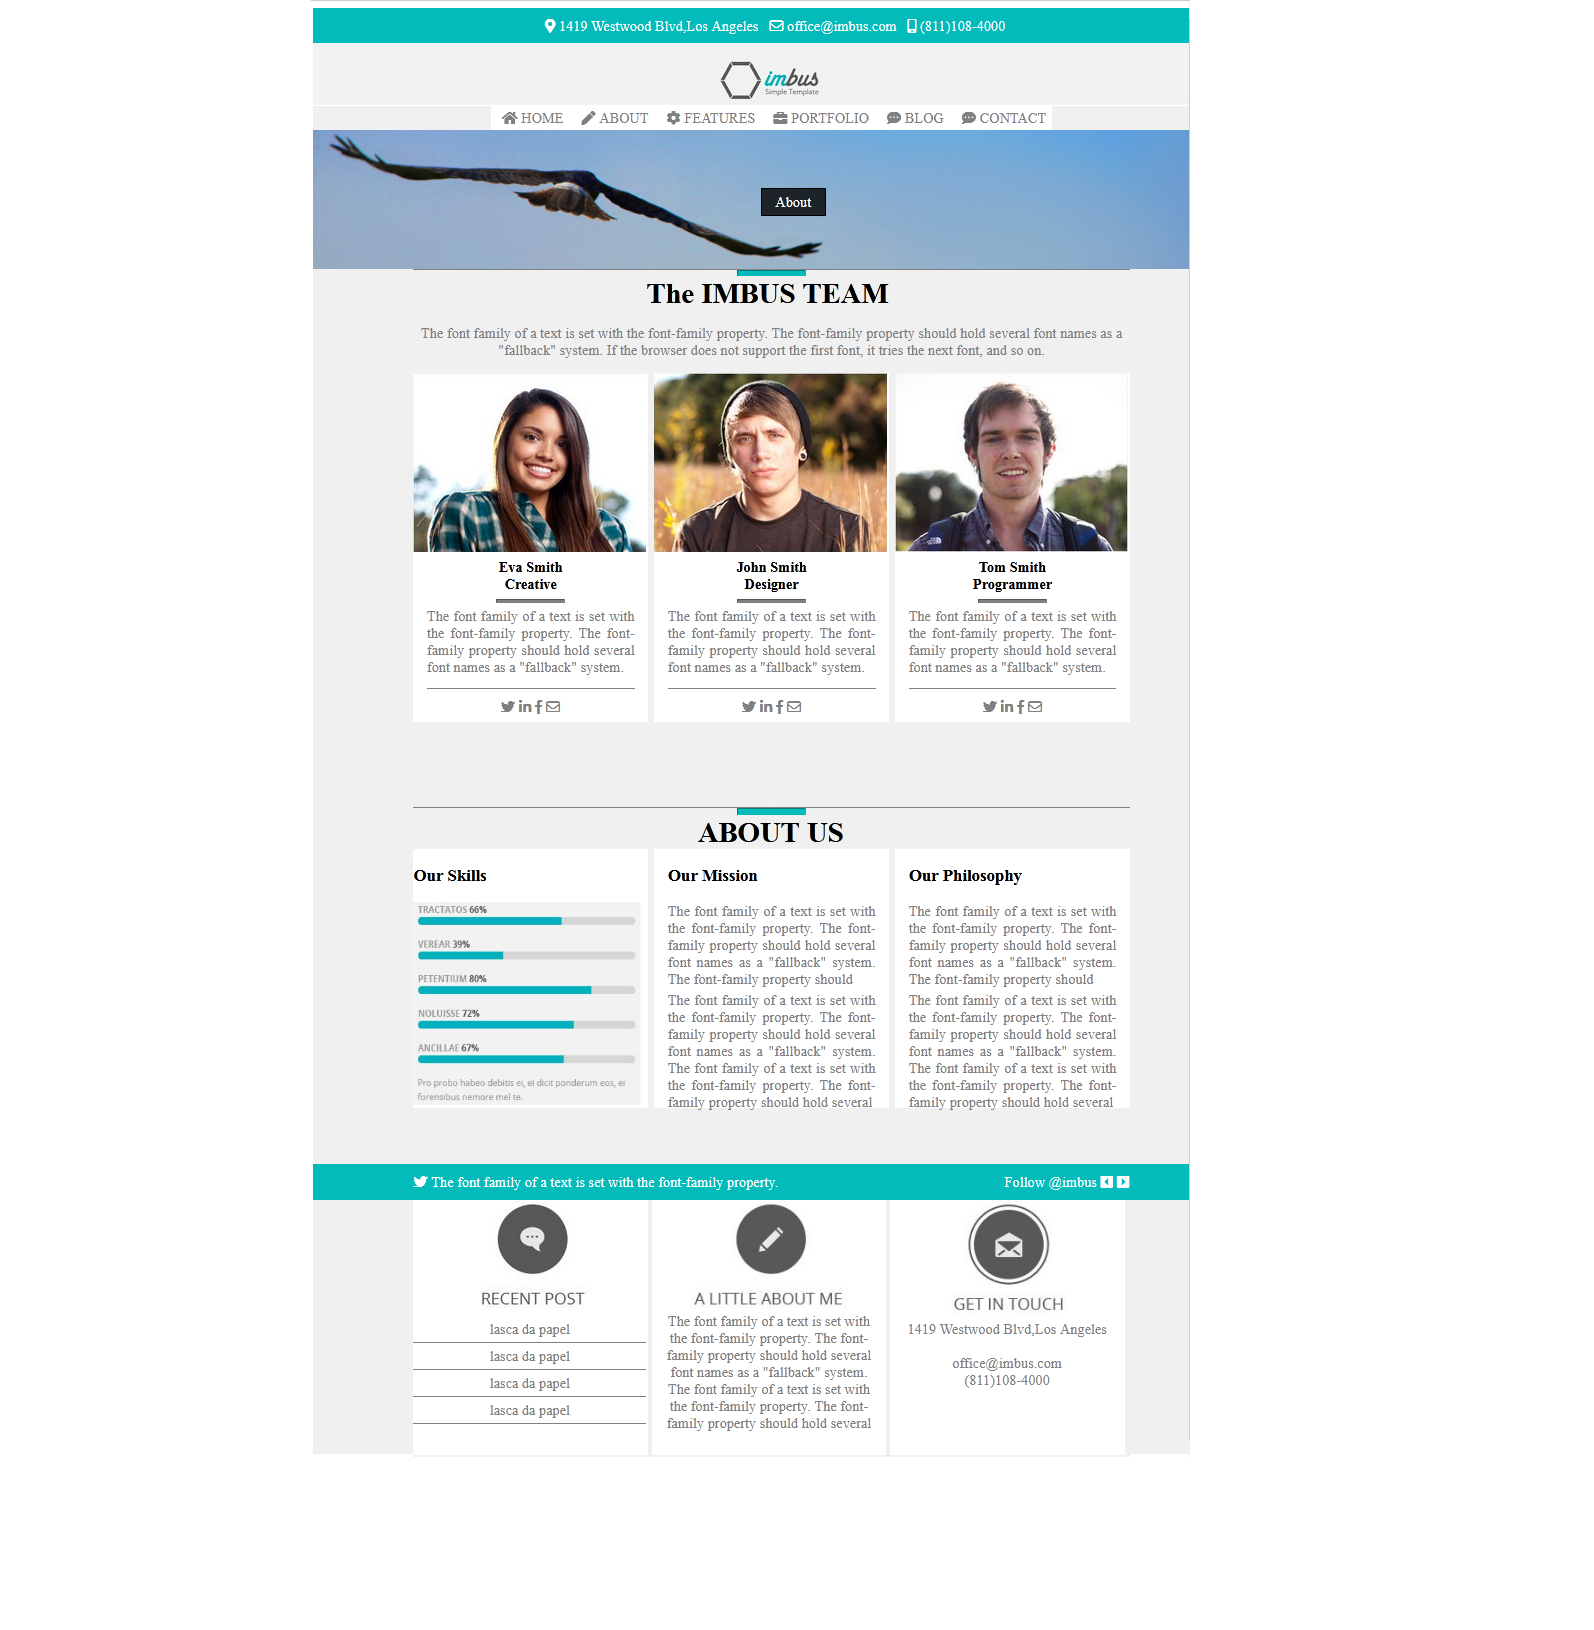 1419 Westwood Blvd,Los Angeles office@imbus.com (811)108-4000
imbus
Simple Template
HOME ABOUT FEATURES PORTFOLIO BLOG CONTACT
About
The IMBUS TEAM
The font family of a text is set with the font-family property. The font-family property should hold several font names as a
"fallback" system. If the browser does not support the first font, it tries the next font, and so on.
Eva Smith
Creative
The font family of a text is set with
the font-family property. The font-
family property should hold several
font names as a "fallback" system.
John Smith
Designer
The font family of a text is set with
the font-family property. The font-
family property should hold several
font names as a "fallback" system.
Tom Smith
Programmer
The font family of a text is set with
the font-family property. The font-
family property should hold several
font names as a "fallback" system.
ABOUT US
Our Skills
TRACTATOS 66%
VEREAR 39%
PETENTIUM 80%
NOLUISSE 72%
ANCILLAE 67%
Pro probo habeo debitis ei, ei dicit ponderum eos, ei
forensibus nemore mel te.
Our Mission
The font family of a text is set with
the font-family property. The font-
family property should hold several
font names as a "fallback" system.
The font-family property should
The font family of a text is set with
the font-family property. The font-
family property should hold several
font names as a "fallback" system.
The font family of a text is set with
the font-family property. The font-
family property should hold several
Our Philosophy
The font family of a text is set with
the font-family property. The font-
family property should hold several
font names as a "fallback" system.
The font-family property should
The font family of a text is set with
the font-family property. The font-
family property should hold several
font names as a "fallback" system.
The font family of a text is set with
the font-family property. The font-
family property should hold several
The font family of a text is set with the font-family property.
Follow @imbus
RECENT POST
lasca da papel
lasca da papel
lasca da papel
lasca da papel
A LITTLE ABOUT ME
The font family of a text is set with
the font-family property. The font-
family property should hold several
font names as a "fallback" system.
The font family of a text is set with
the font-family property. The font-
family property should hold several
GET IN TOUCH
1419 Westwood Blvd,Los Angeles
office@imbus.com
(811)108-4000